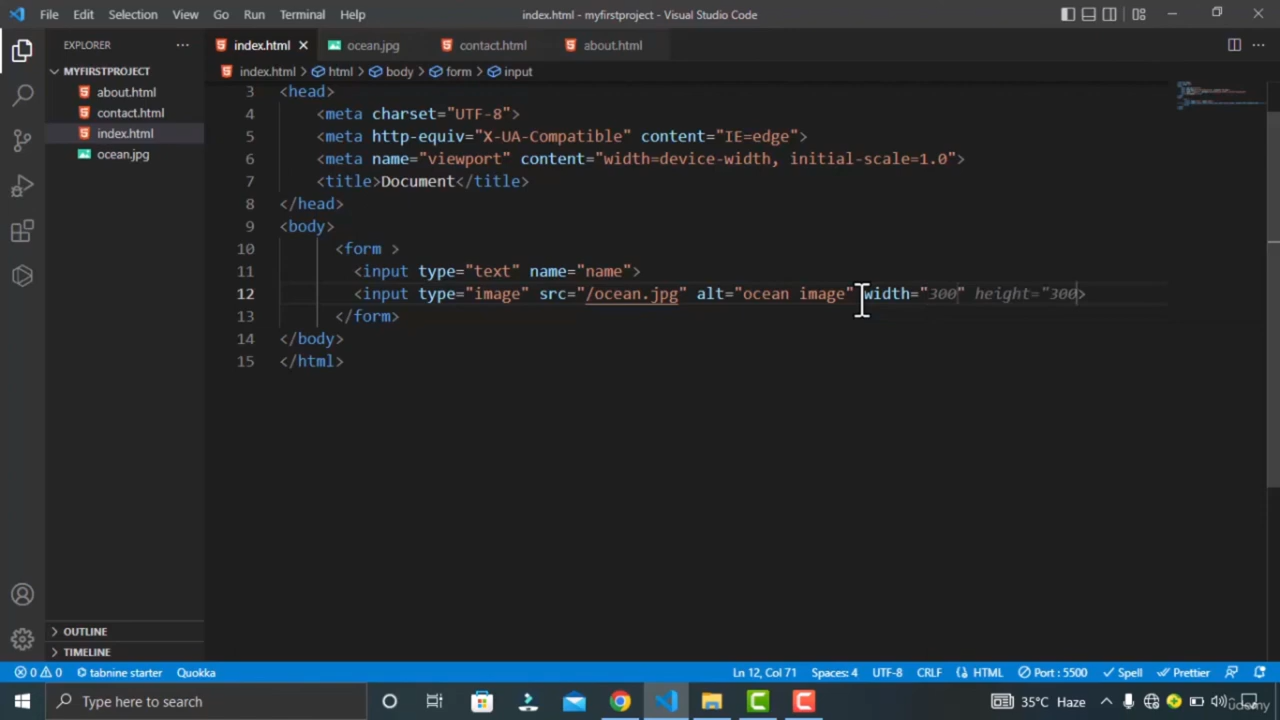 File Edit Selection View Go Run Terminal Help index.html - myfirstproject - Visual Studio Code
EXPLORER
MYFIRSTPROJECT
about.html
contact.html
index.html
ocean.jpg
OUTLINE
TIMELINE
index.html ocean.jpg contact.html about.html
index.html > html > body > form > input
3 <head>
4 <meta charset="UTF-8">
5 <meta http-equiv="X-UA-Compatible" content="IE=edge">
6 <meta name="viewport" content="width=device-width, initial-scale=1.0">
7 <title>Document</title>
8 </head>
9 <body>
10 <form >
11 <input type="text" name="name">
12 <input type="image" src="/ocean.jpg" alt="ocean image" width="300" height="300>
13 </form>
14 </body>
15 </html>
0 0 tabnine starter Quokka Ln 12, Col 71 Spaces: 4 UTF-8 CRLF HTML Port : 5500 Spell Prettier
Type here to search 35°C Haze
Udemy